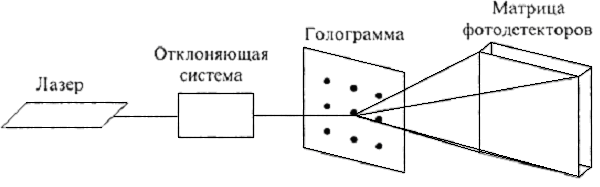 Лазер
Отклоняющая
система
Голограмма
Матрица
фотодетекторов